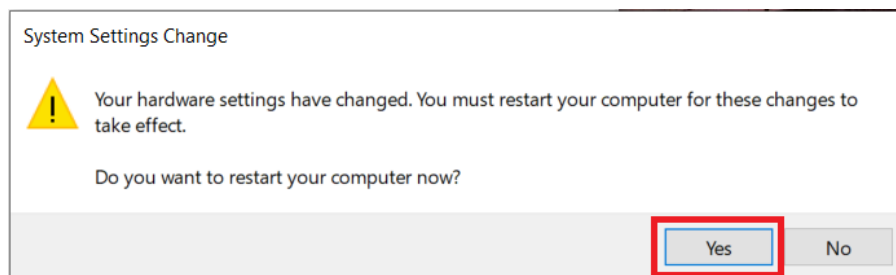 System Settings Change
Your hardware settings have changed. You must restart your computer for these changes to
take effect.
Do you want to restart your computer now?
Yes
No